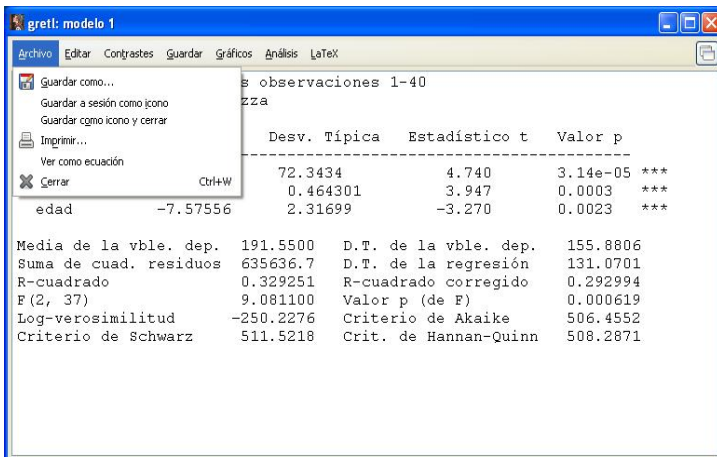 gretl: modelo 1
Archivo Editar Contrastes Guardar Gráficos Análisis LaTeX
Guardar como...
Guardar a sesión como icono
Guardar como icono y cerrar
Imprimir...
Ver como ecuación
Cerrar Ctrl+W
s observaciones 1-40
zza
Desv. Típica Estadístico t Valor p
72.3434 4.740 3.14e-05 ***
0.464301 3.947 0.0003 ***
edad -7.57556 2.31699 -3.270 0.0023 ***
Media de la vble. dep. 191.5500 D.T. de la vble. dep. 155.8806
Suma de cuad. residuos 635636.7 D.T. de la regresión 131.0701
R-cuadrado 0.329251 R-cuadrado corregido 0.292994
F(2, 37) 9.081100 Valor p (de F) 0.000619
Log-verosimilitud -250.2276 Criterio de Akaike 506.4552
Criterio de Schwarz 511.5218 Crit. de Hannan-Quinn 508.2871